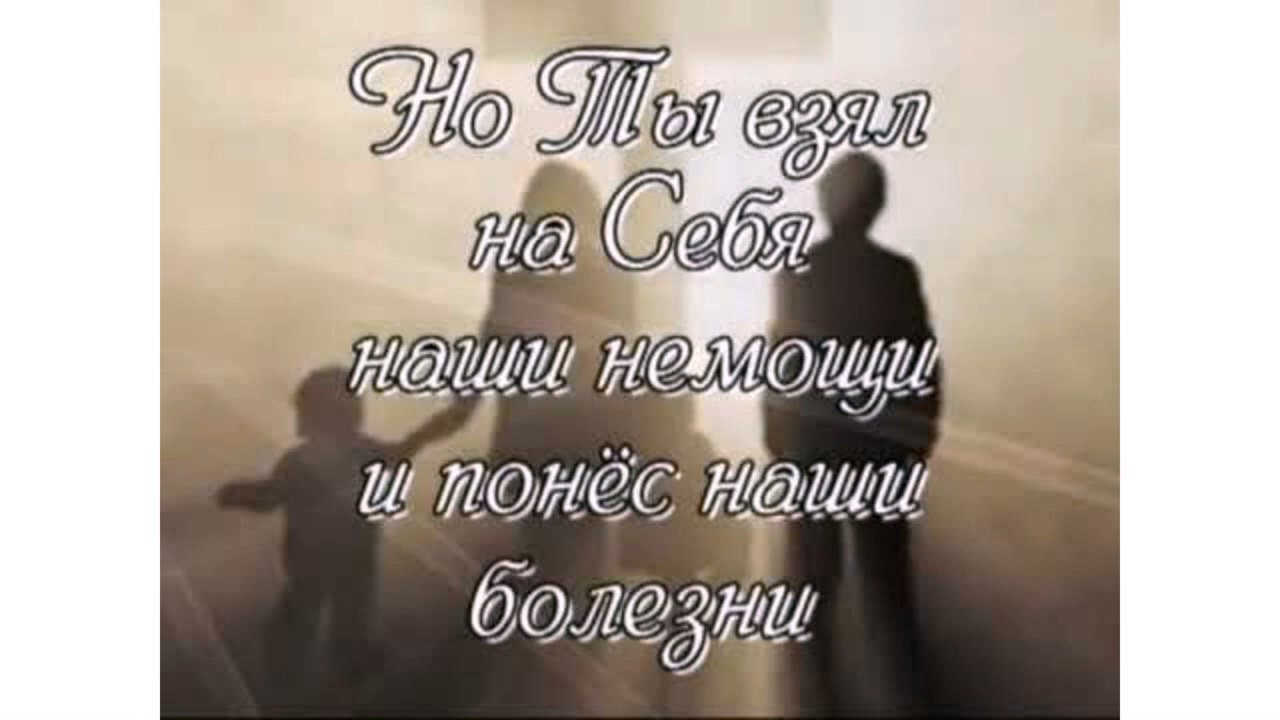 Но Ты взял
на Себя
наши немощи
и понёс наши
болезни